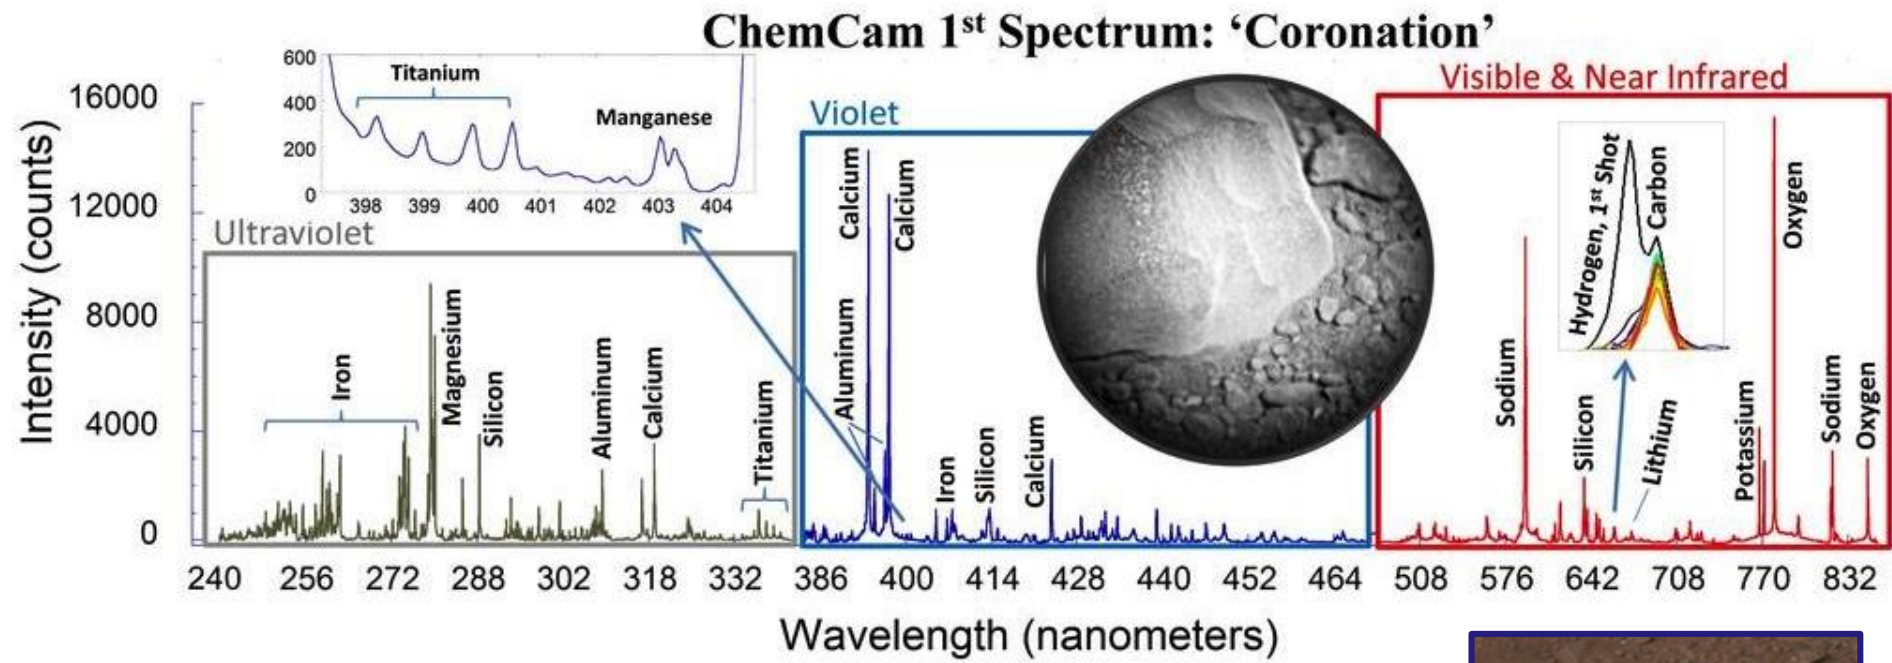 ChemCam 1st Spectrum: ‘Coronation’
Intensity (counts)
16000
12000
8000
4000
0
600
400
200
0
Titanium
Manganese
398 399 400 401 402 403 404
Ultraviolet
Iron
Magnesium
Silicon
Aluminum
Calcium
Titanium
Violet
Calcium
Calcium
Aluminum
Iron
Silicon
Calcium
Visible & Near Infrared
Sodium
Silicon
Hydrogen, 1st Shot
Carbon
Lithium
Potassium
Oxygen
Sodium
Oxygen
240 256 272 288 302 318 332 386 400 414 428 440 452 464 508 576 642 708 770 832
Wavelength (nanometers)